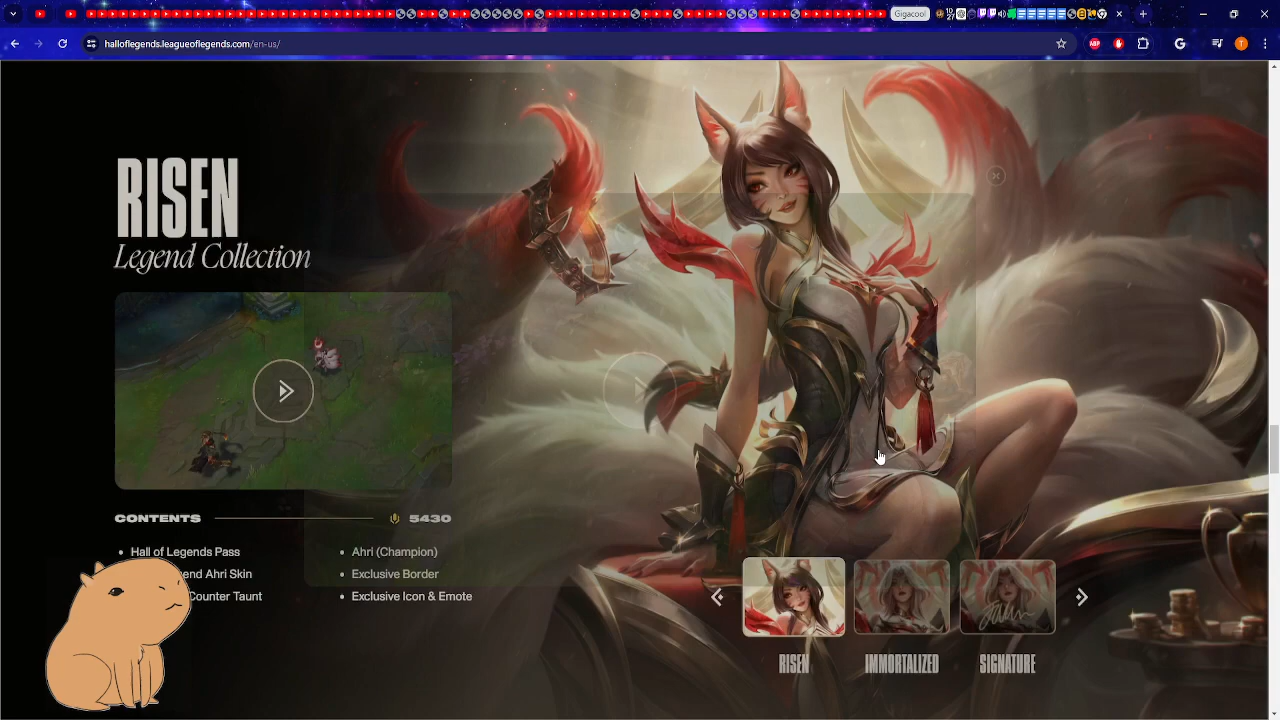 Gigacool
halloflegends.leagueoflegends.com/en-us/
ABP
G
T
RISEN
Legend Collection
CONTENTS
5430
Hall of Legends Pass
Ahri (Champion)
end Ahri Skin
Exclusive Border
Counter Taunt
Exclusive Icon & Emote
RISEN
IMMORTALIZED
SIGNATURE